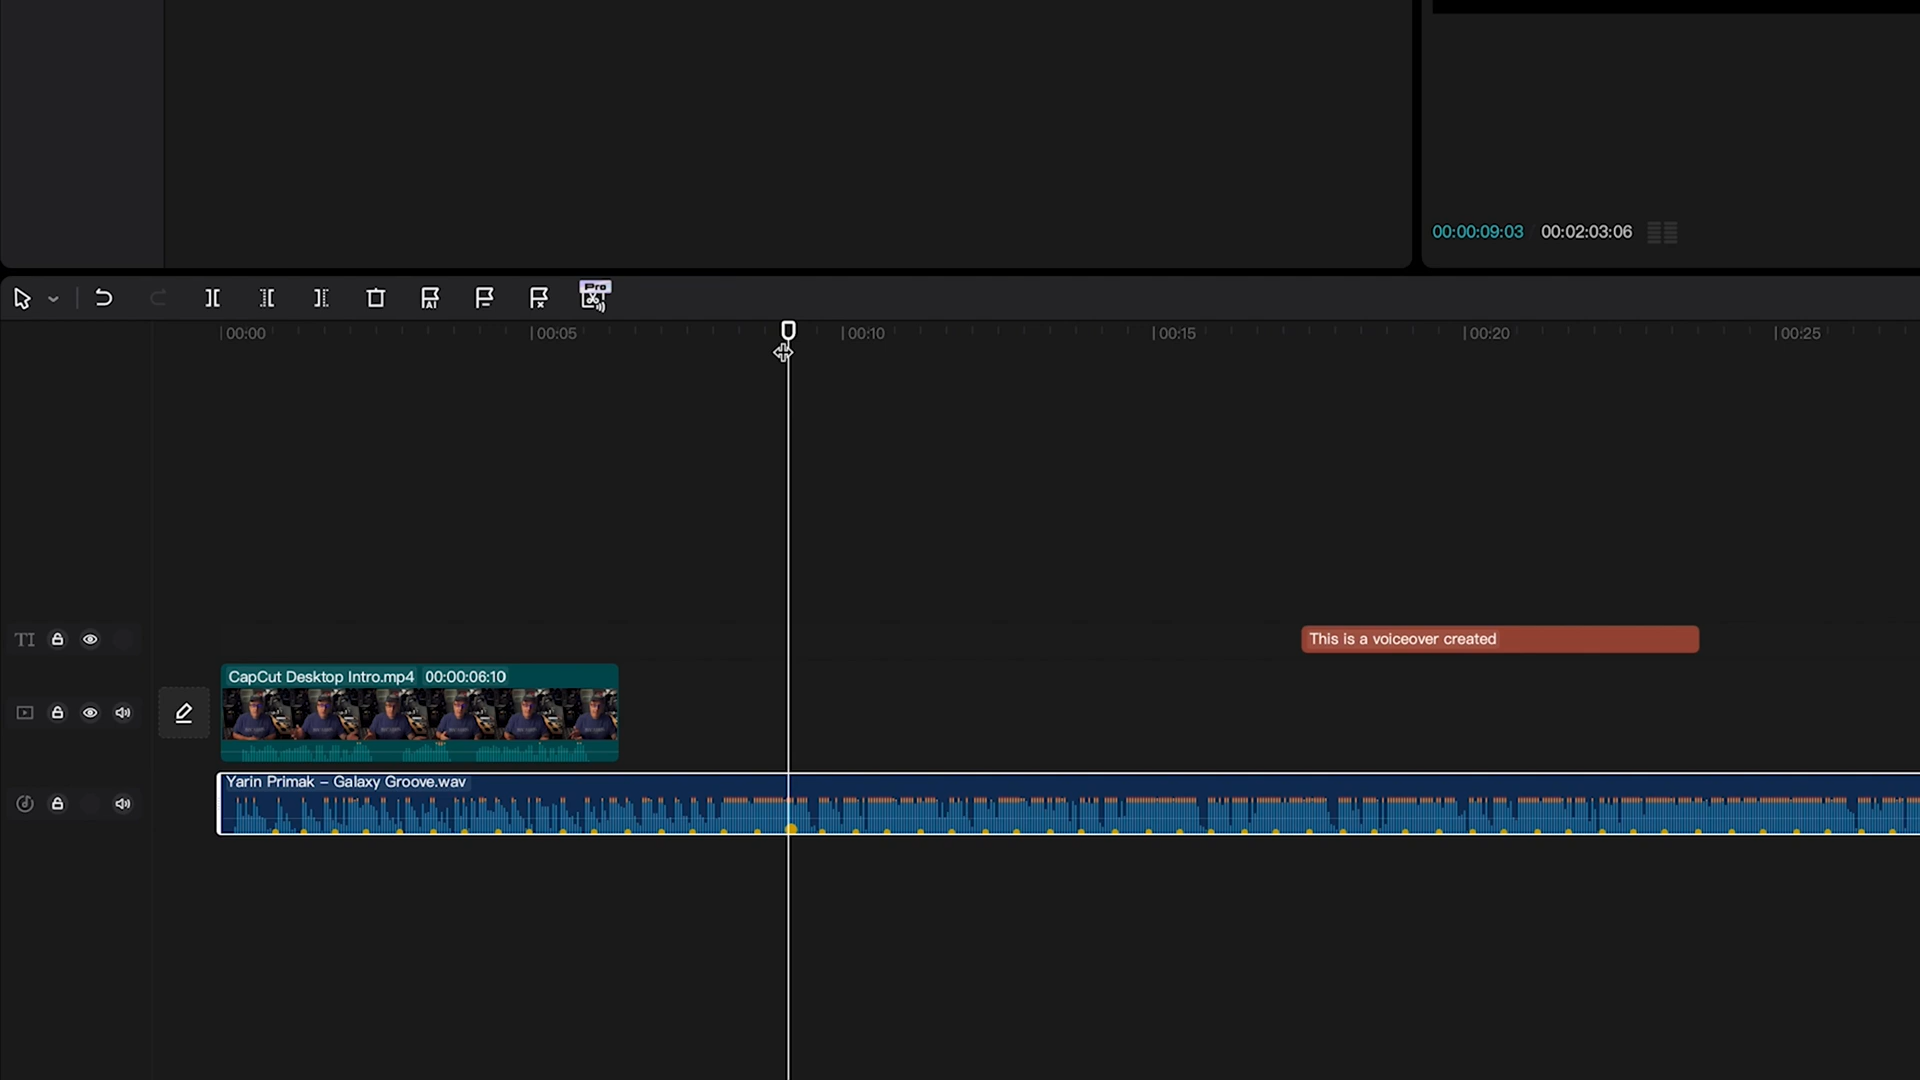 00:00:09:03 00:02:03:06
Pro
AI
00:00 00:05 00:10 00:15 00:20 00:25
TI
This is a voiceover created
CapCut Desktop Intro.mp4 00:00:06:10
Yarin Primak – Galaxy Groove.wav